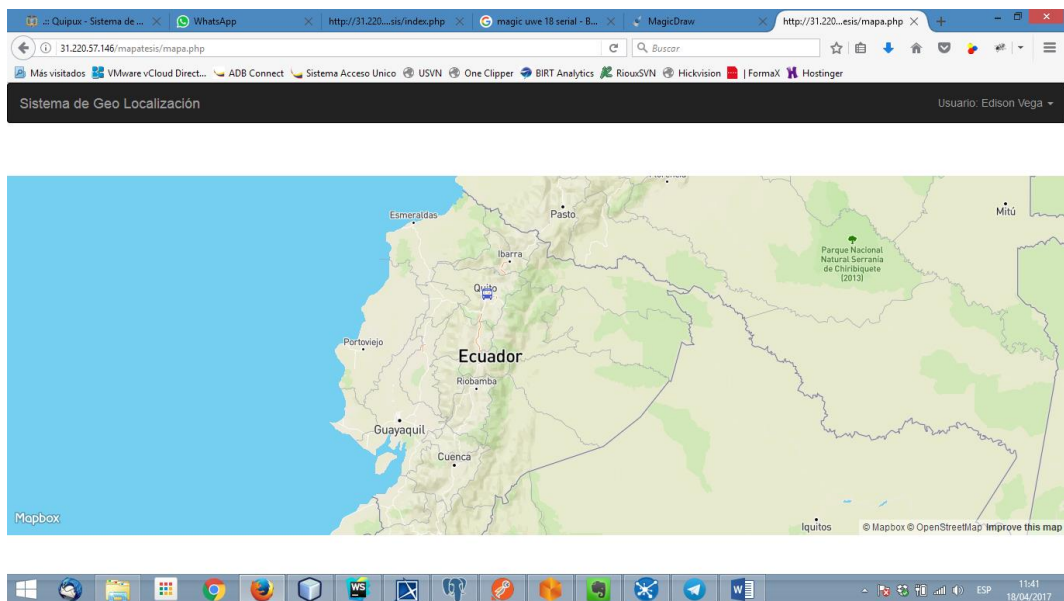 .:: Quipux - Sistema de ...
WhatsApp
http://31.220....sis/index.php
magic uwe 18 serial - B...
MagicDraw
http://31.220...esis/mapa.php
31.220.57.146/mapatesis/mapa.php
Buscar
Más visitados
VMware vCloud Direct...
ADB Connect
Sistema Acceso Unico
USVN
One Clipper
BIRT Analytics
RiouxSVN
Hickvision
| FormaX
Hostinger
Sistema de Geo Localización
Usuario: Edison Vega
Esmeraldas
Pasto
Mitú
Parque Nacional
Natural Serrania
de Chiribiquete
(2013)
Ibarra
Quito
Portoviejo
Ecuador
Riobamba
Guayaquil
Cuenca
Mapbox
Iquitos
© Mapbox © OpenStreetMap Improve this map
WS
W
ESP
11:41
18/04/2017